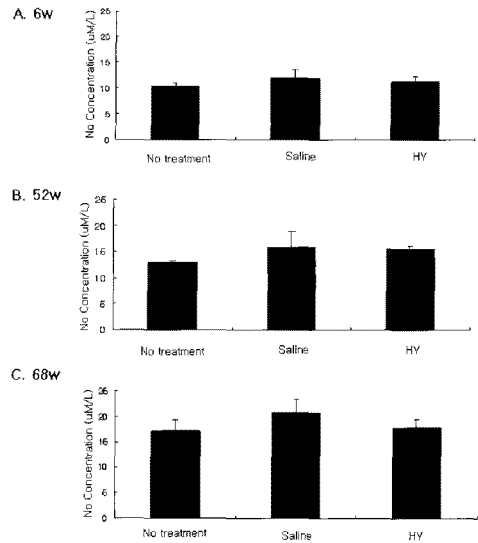 A. 6w
No Concentration (uM/L)
25
20
15
10
5
0
No treatment Saline HY
B. 52w
No Concentration (uM/L)
25
20
15
10
5
0
No treatment Saline HY
C. 68w
No Concentration (uM/L)
25
20
15
10
5
0
No treatment Saline HY